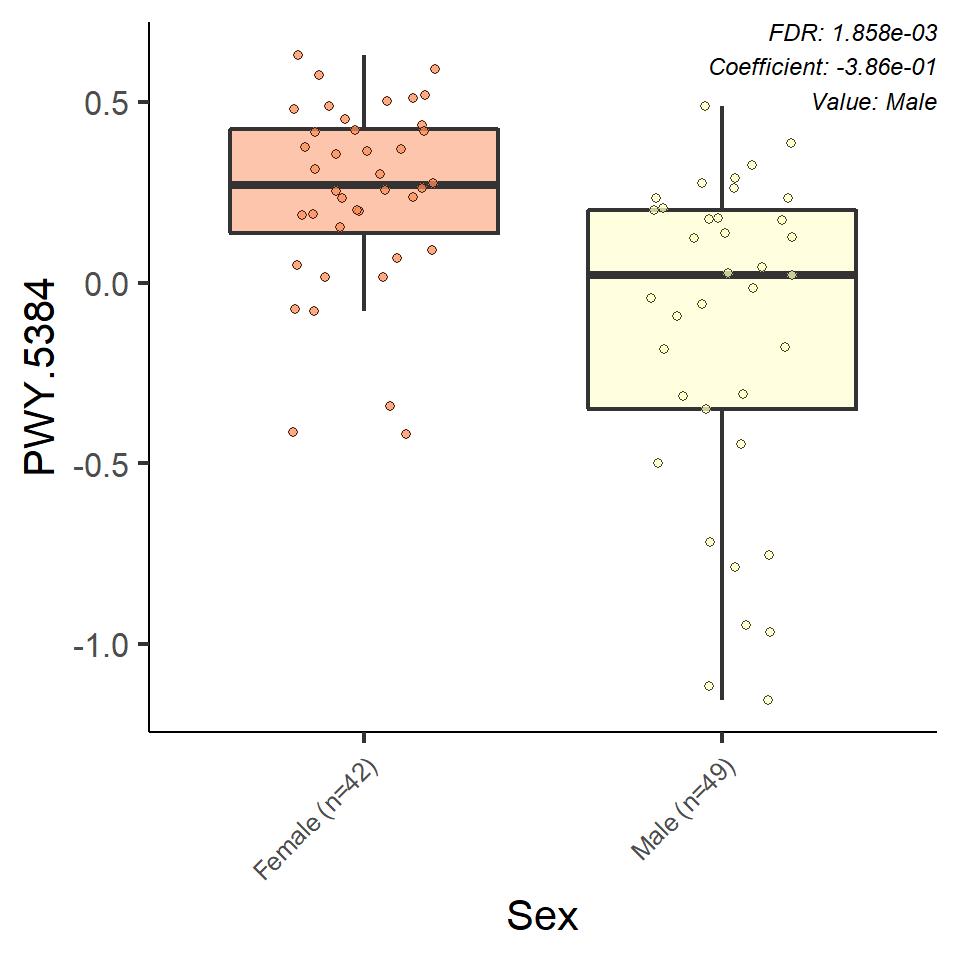 FDR: 1.858e-03
Coefficient: -3.86e-01
Value: Male
PWY.5384
0.5
0.0
-0.5
-1.0
Female (n=42)
Male (n=49)
Sex